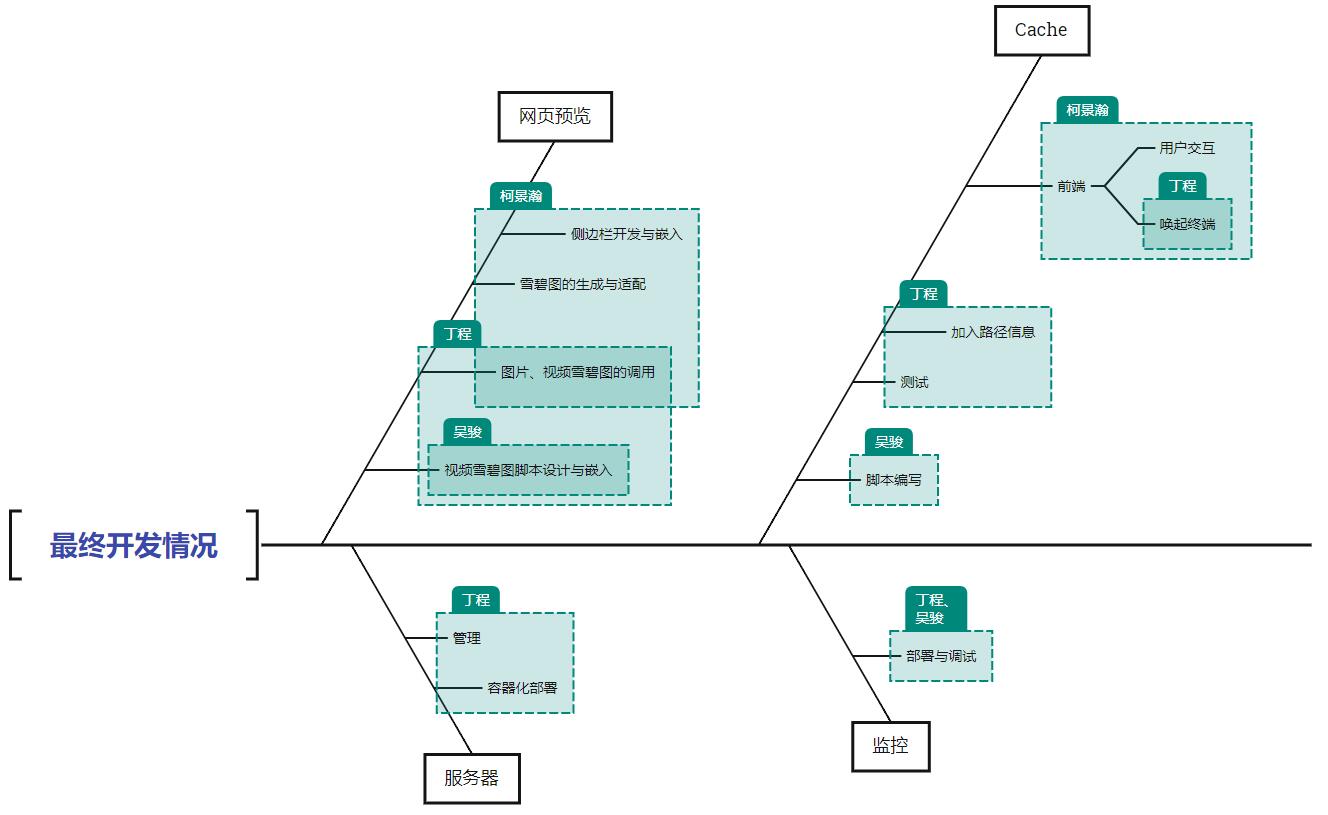 Cache
网页预览
柯景瀚
用户交互
前端
丁程
唤起终端
柯景瀚
侧边栏开发与嵌入
雪碧图的生成与适配
丁程
图片、视频雪碧图的调用
吴骏
视频雪碧图脚本设计与嵌入
丁程
加入路径信息
测试
吴骏
脚本编写
最终开发情况
丁程
管理
容器化部署
服务器
丁程、
吴骏
部署与调试
监控